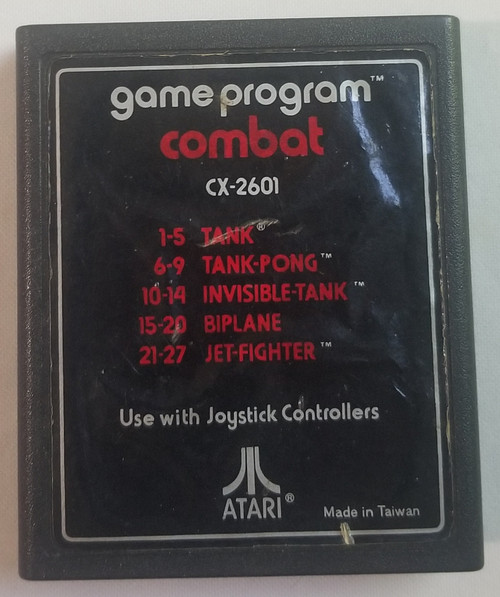 game program™
combat
CX-2601
1-5 TANK®
6-9 TANK-PONG™
10-14 INVISIBLE-TANK™
15-20 BIPLANE
21-27 JET-FIGHTER™
Use with Joystick Controllers
ATARI®
Made in Taiwan